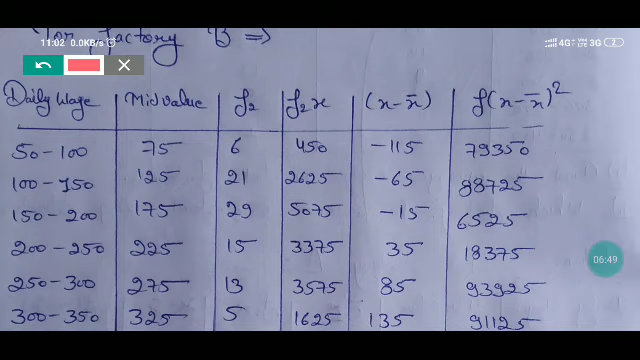 For factory B ⇒
11:02 0.0KB/s 4G+ VoLTE 3G 2
Daily Wage Mid value f₂ f₂x (x-x̄) f(x-x̄)²
50-100 75 6 450 -115 79350
100-150 125 21 2625 -65 88725
150-200 175 29 5075 -15 6525
200-250 225 15 3375 35 18375
06:49
250-300 275 13 3575 85 93925
300-350 325 5 1625 135 91125